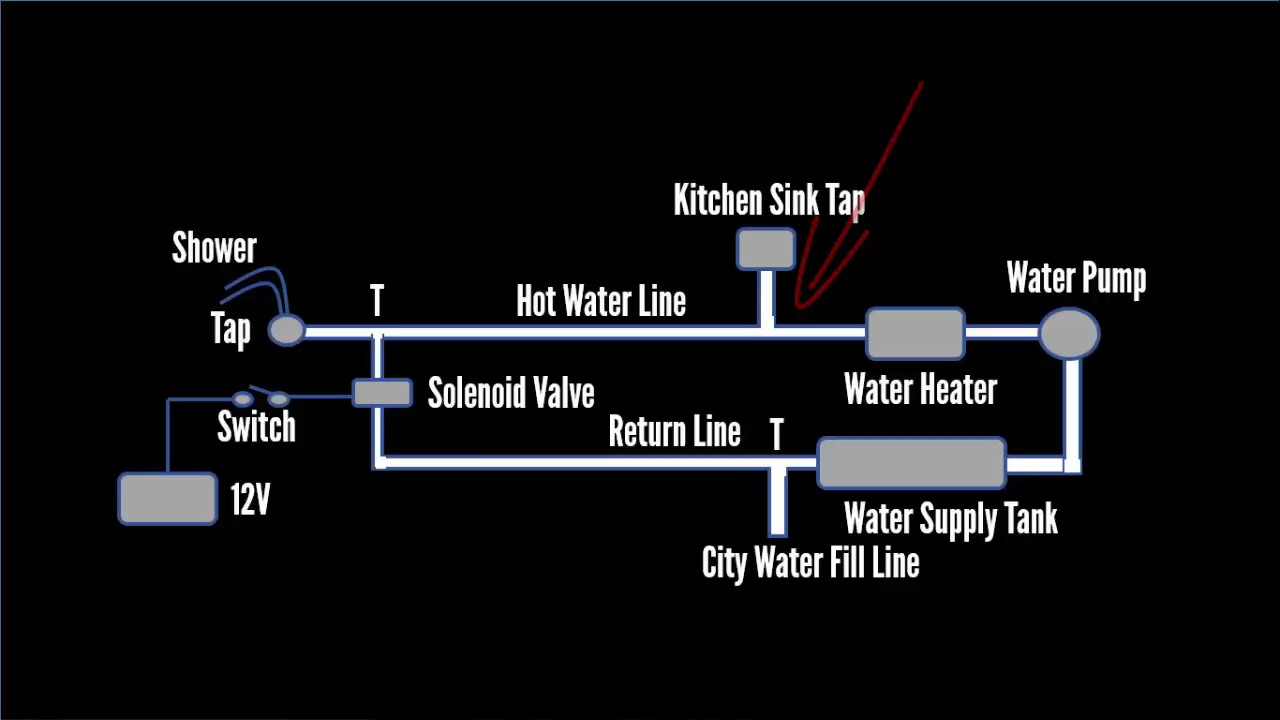 Kitchen Sink Tap
Shower
Water Pump
T
Hot Water Line
Tap
Water Heater
Solenoid Valve
Switch
Return Line
T
12V
Water Supply Tank
City Water Fill Line